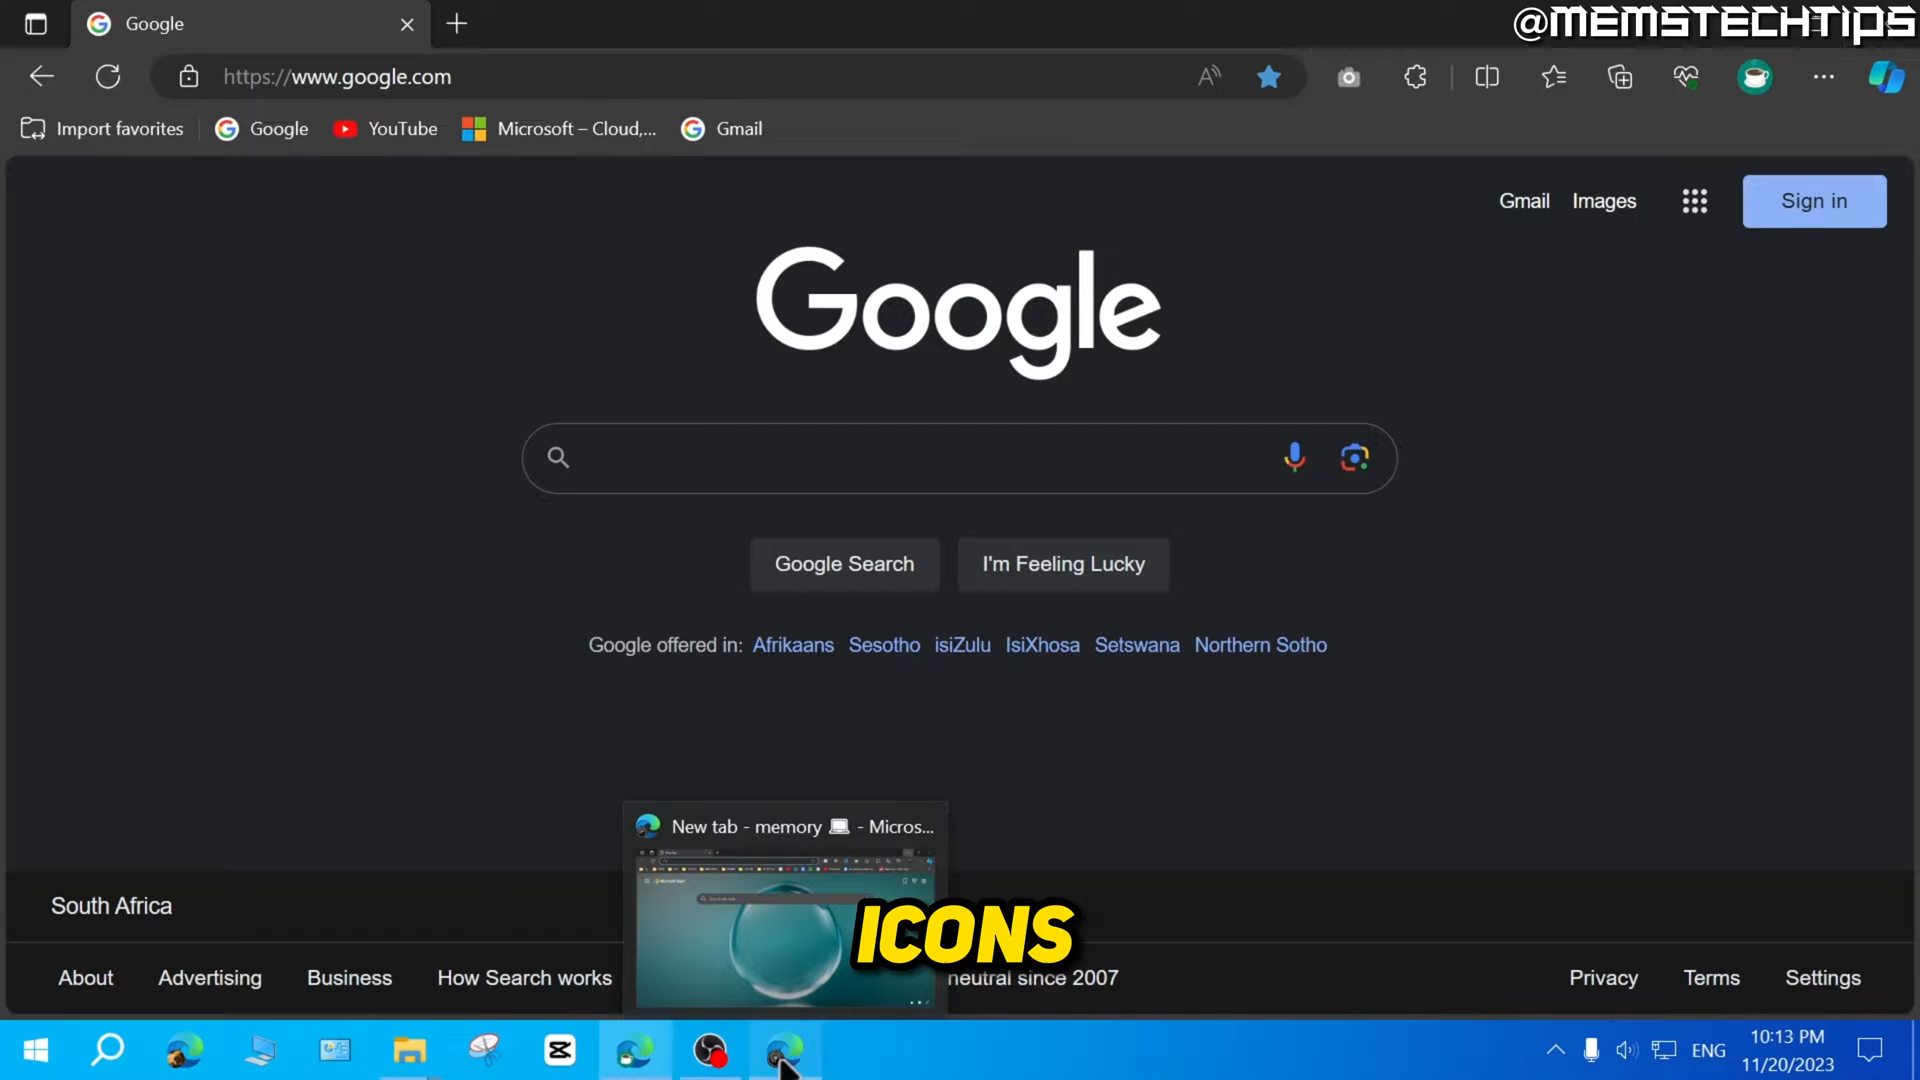 Google
@MEMSTECHTIPS
https://www.google.com
Import favorites
Google
YouTube
Microsoft – Cloud,...
Gmail
Gmail
Images
Sign in
Google
Google Search
I'm Feeling Lucky
Google offered in: Afrikaans Sesotho isiZulu IsiXhosa Setswana Northern Sotho
New tab - memory 💻 - Micros...
South Africa
ICONS
About
Advertising
Business
How Search works
neutral since 2007
Privacy
Terms
Settings
ENG
10:13 PM
11/20/2023